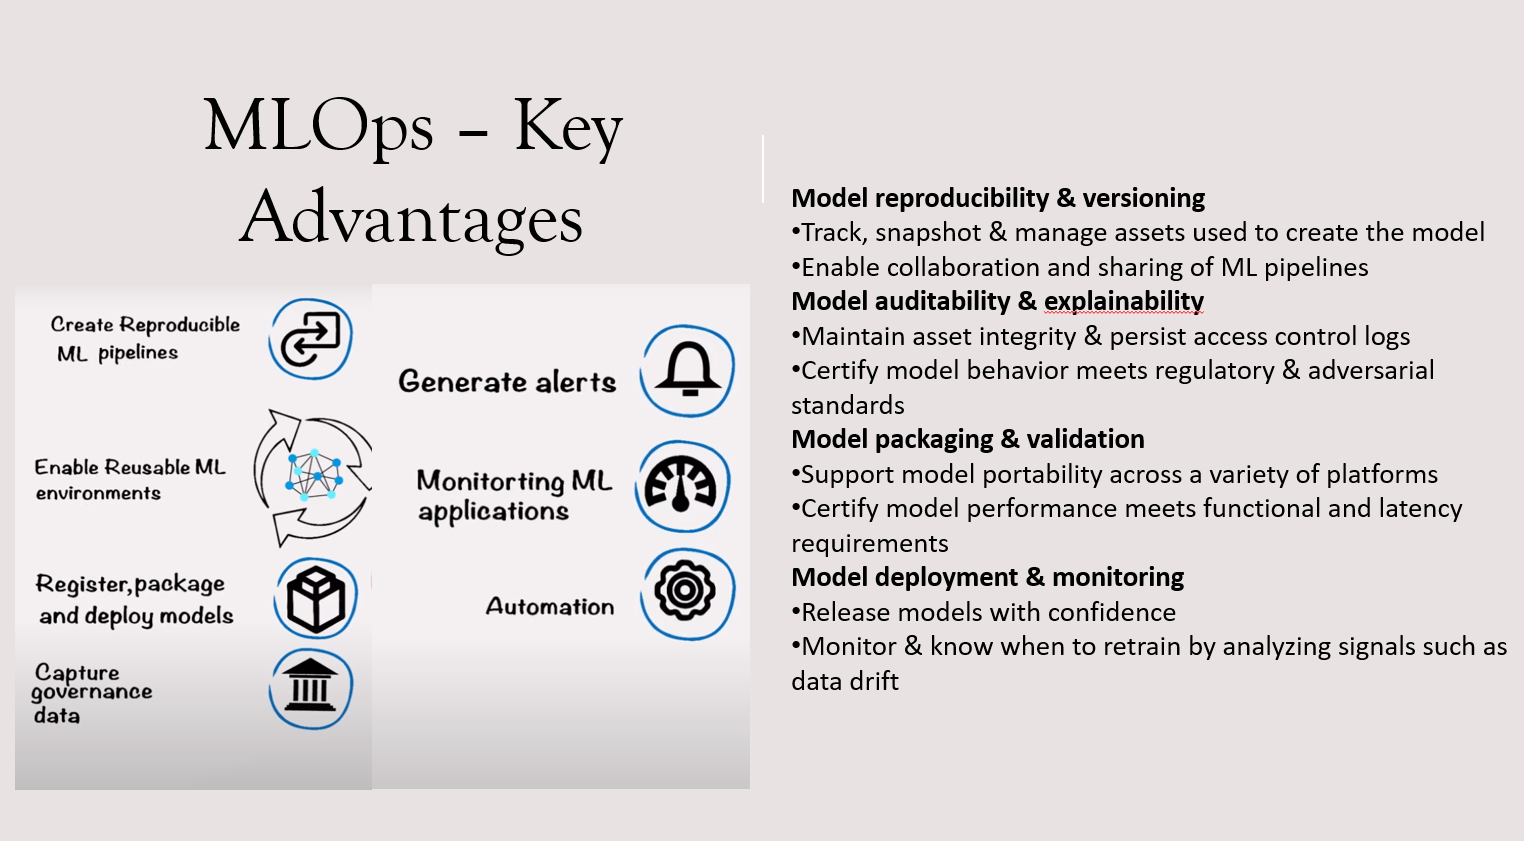 MLOps – Key
Advantages
Create Reproducible
ML pipelines
Enable Reusable ML
environments
Register, package
and deploy models
Capture
governance
data
Generate alerts
Monitorting ML
applications
Automation
Model reproducibility & versioning
•Track, snapshot & manage assets used to create the model
•Enable collaboration and sharing of ML pipelines
Model auditability & explainability
•Maintain asset integrity & persist access control logs
•Certify model behavior meets regulatory & adversarial
standards
Model packaging & validation
•Support model portability across a variety of platforms
•Certify model performance meets functional and latency
requirements
Model deployment & monitoring
•Release models with confidence
•Monitor & know when to retrain by analyzing signals such as
data drift